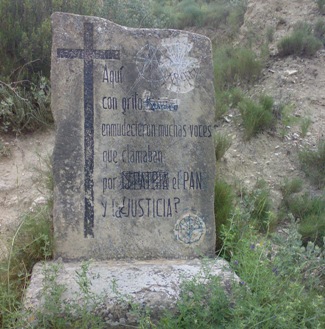 Aquí
con grito
enmudecieron muchas voces
que clamaban
por el PAN
y la JUSTICIA?